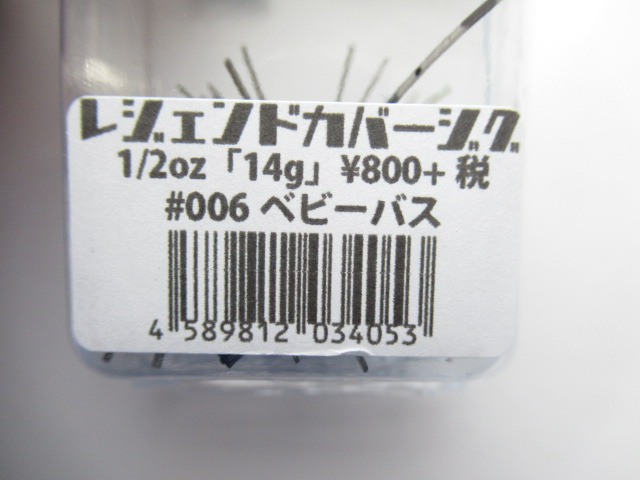 レジェンドカバージグ
1/2oz「14g」¥800+ 税
#006 ベビーバス
4 589812 034053